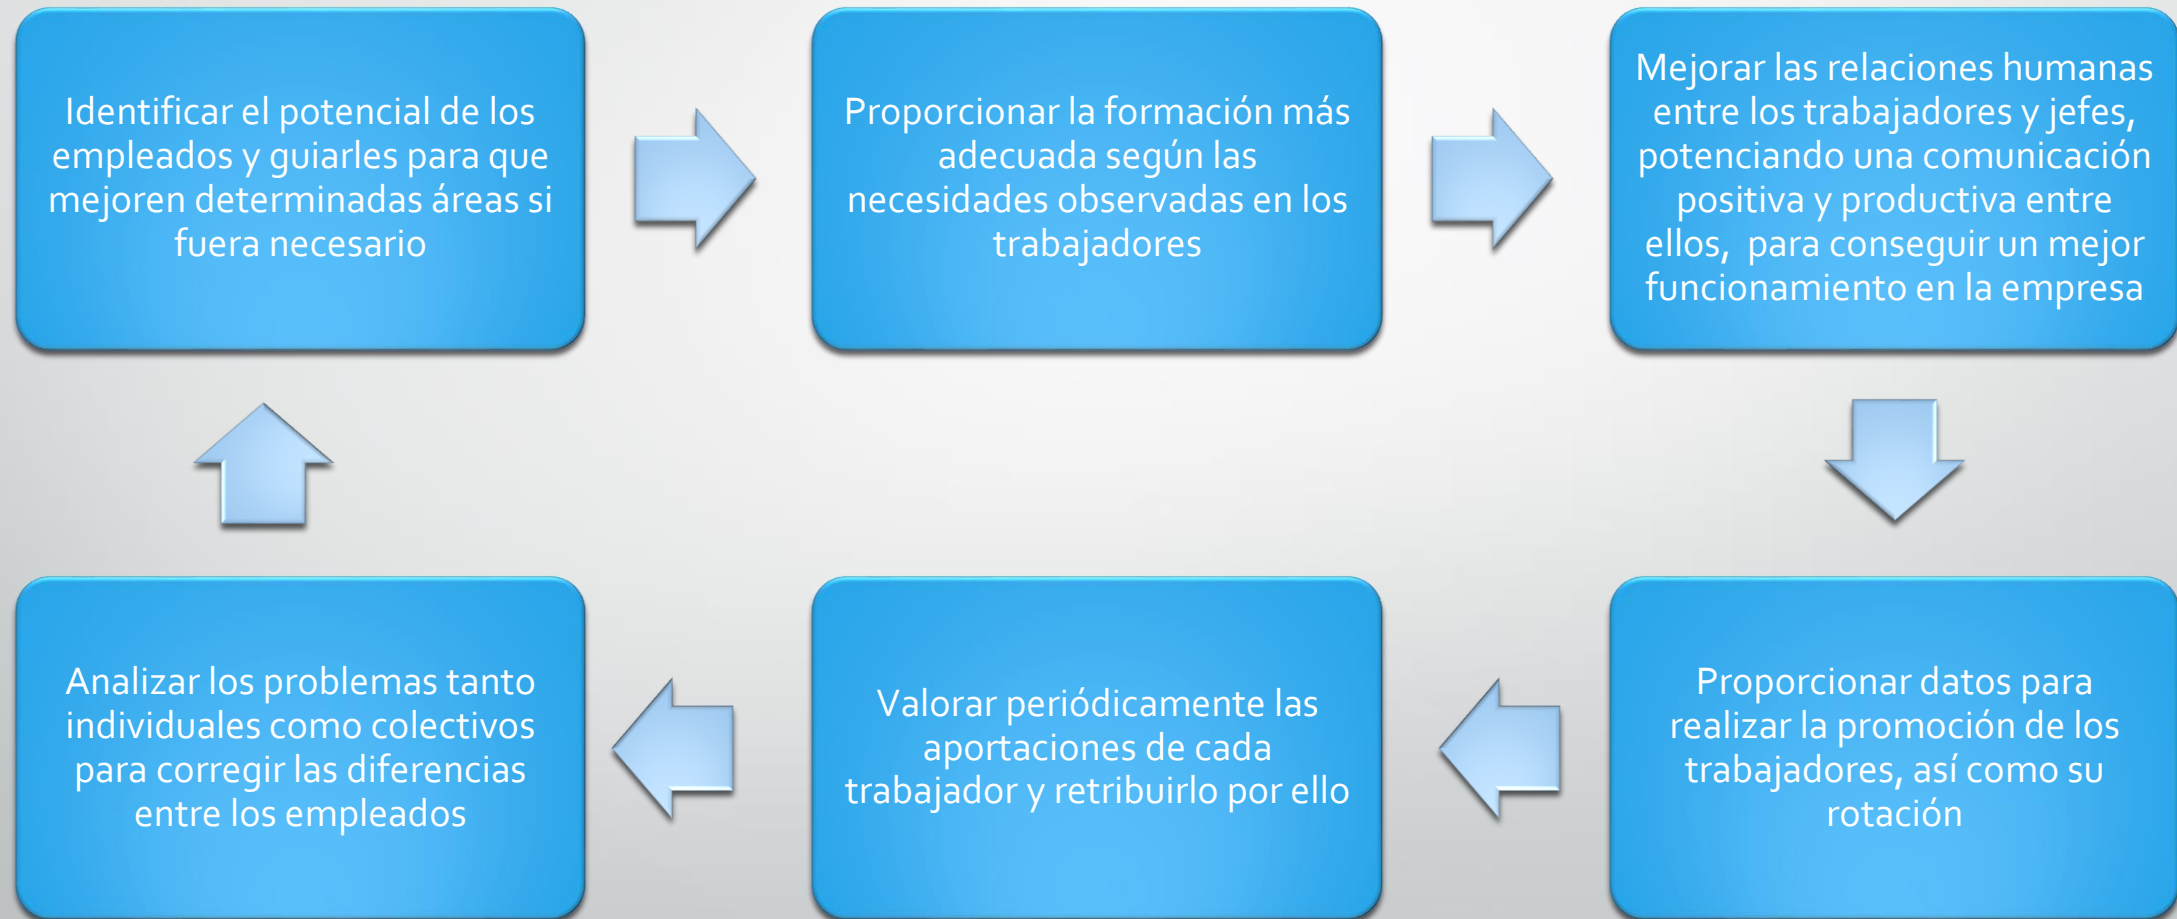 Identificar el potencial de los
empleados y guiarles para que
mejoren determinadas áreas si
fuera necesario
Proporcionar la formación más
adecuada según las
necesidades observadas en los
trabajadores
Mejorar las relaciones humanas
entre los trabajadores y jefes,
potenciando una comunicación
positiva y productiva entre
ellos, para conseguir un mejor
funcionamiento en la empresa
Proporcionar datos para
realizar la promoción de los
trabajadores, así como su
rotación
Valorar periódicamente las
aportaciones de cada
trabajador y retribuirlo por ello
Analizar los problemas tanto
individuales como colectivos
para corregir las diferencias
entre los empleados